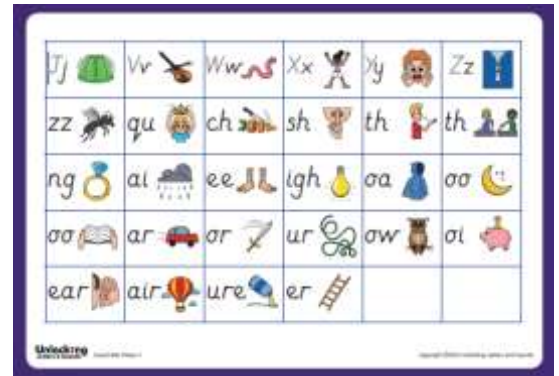 Jj Vv Ww Xx Yy Zz
zz qu ch sh th th
ng ai ee igh oa oo
oo ar or ur ow oi
ear air ure er
Unlocking